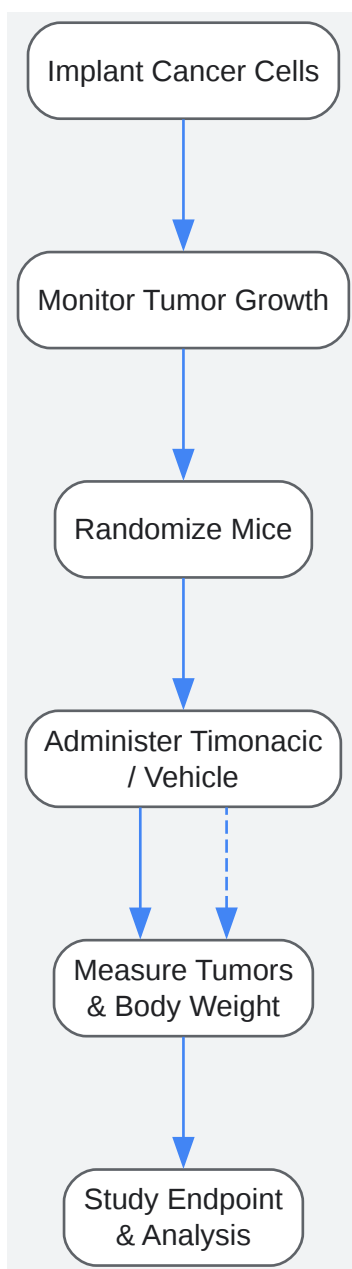 Implant Cancer Cells
Monitor Tumor Growth
Randomize Mice
Administer Timonacic
/ Vehicle
Measure Tumors
& Body Weight
Study Endpoint
& Analysis